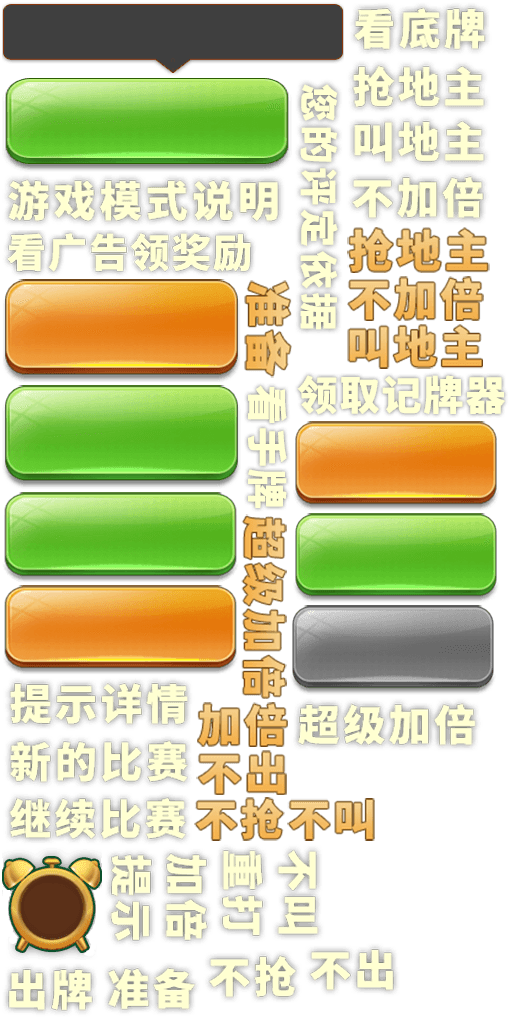 看底牌
抢地主
叫地主
您的评定依据
游戏模式说明
不加倍
看广告领奖励
抢地主
不加倍
叫地主
准备
领取记牌器
看手牌
超级加倍
提示详情
加倍
超级加倍
新的比赛
不出
继续比赛
不抢
不叫
提示
加倍
重打
不叫
出牌
准备
不抢
不出